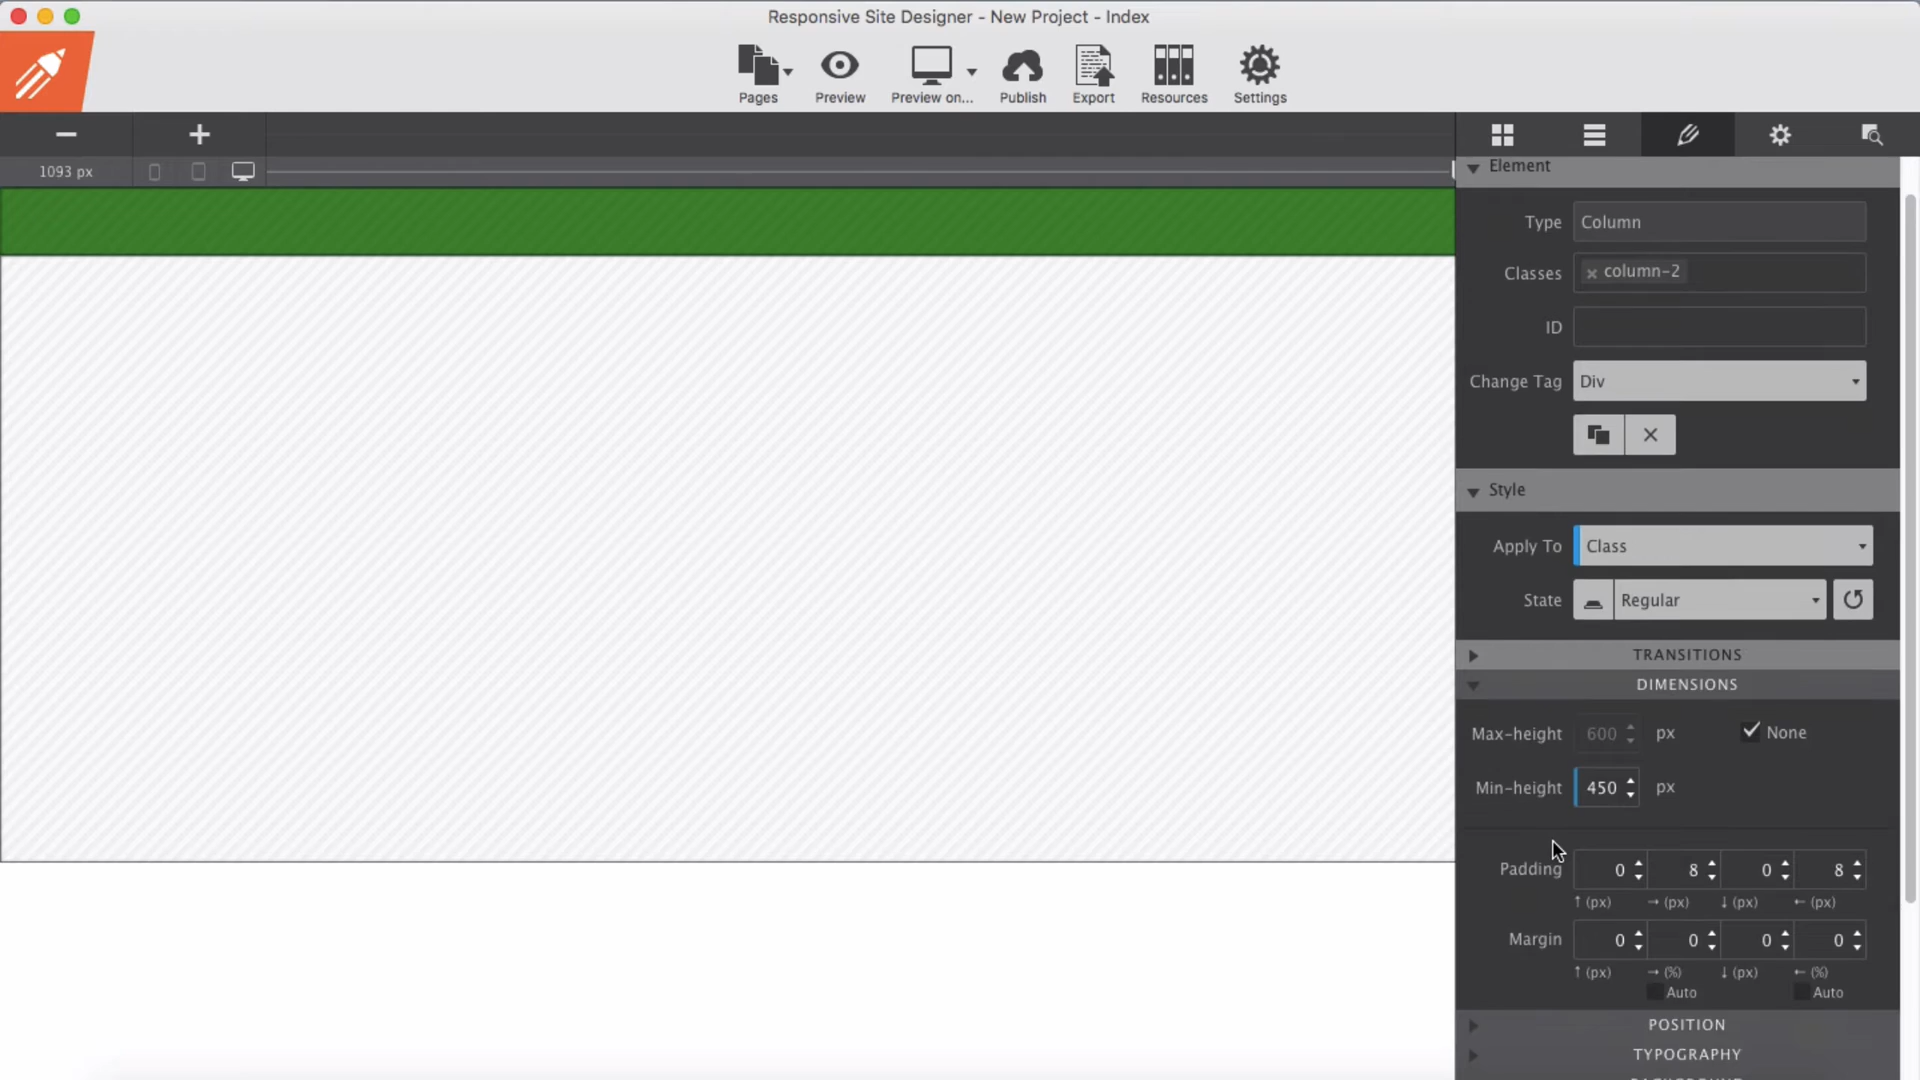 Responsive Site Designer - New Project - Index
Pages
Preview
Preview on...
Publish
Export
Resources
Settings
1093 px
Element
Type Column
Classes × column-2
ID
Change Tag Div
Style
Apply To Class
State Regular
TRANSITIONS
DIMENSIONS
Max-height 600 px None
Min-height 450 px
Padding 0 8 0 8
↑ (px) → (px) ↓ (px) ← (px)
Margin 0 0 0 0
↑ (px) → (%) ↓ (px) ← (%)
Auto Auto
POSITION
TYPOGRAPHY